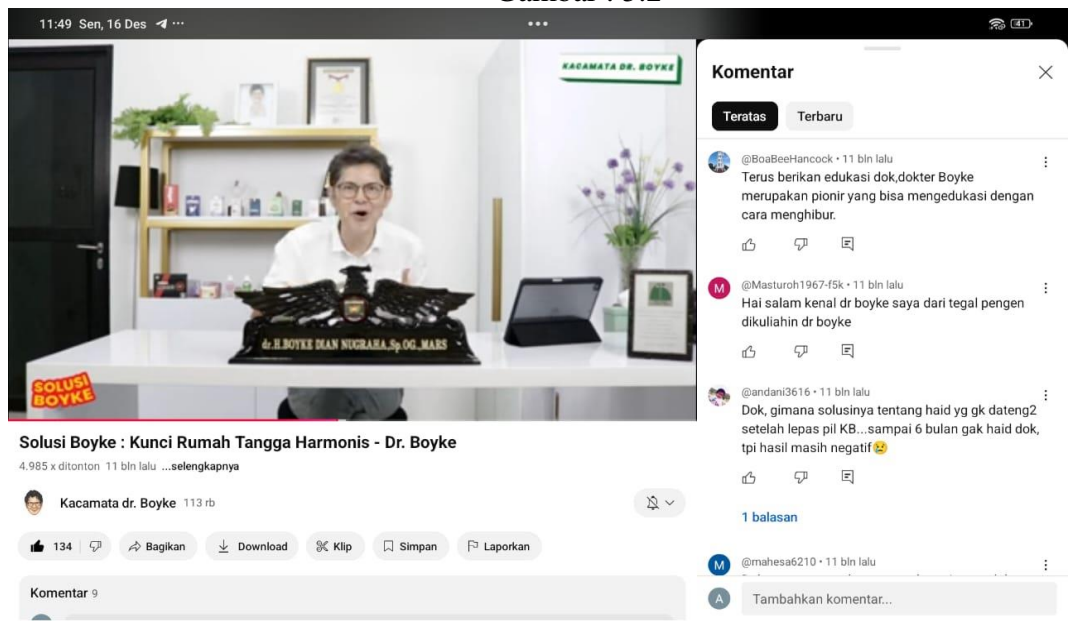 11:49 Sen, 16 Des
41
KACAMATA DR. BOYKE
dr.H.BOYKE DIAN NUGRAHA,Sp.OG.,MARS
SOLUSI
BOYKE
Solusi Boyke : Kunci Rumah Tangga Harmonis - Dr. Boyke
4.985 x ditonton 11 bln lalu ...selengkapnya
Kacamata dr. Boyke 113 rb
134 Bagikan Download Klip Simpan Laporkan
Komentar 9
Komentar
Teratas Terbaru
@BoaBeeHancock • 11 bln lalu
Terus berikan edukasi dok,dokter Boyke
merupakan pionir yang bisa mengedukasi dengan
cara menghibur.
M
@Masturoh1967-f5k • 11 bln lalu
Hai salam kenal dr boyke saya dari tegal pengen
dikuliahin dr boyke
@andani3616 • 11 bln lalu
Dok, gimana solusinya tentang haid yg gk dateng2
setelah lepas pil KB...sampai 6 bulan gak haid dok,
tpi hasil masih negatif😢
1 balasan
M
@mahesa6210 • 11 bln lalu
A
Tambahkan komentar...